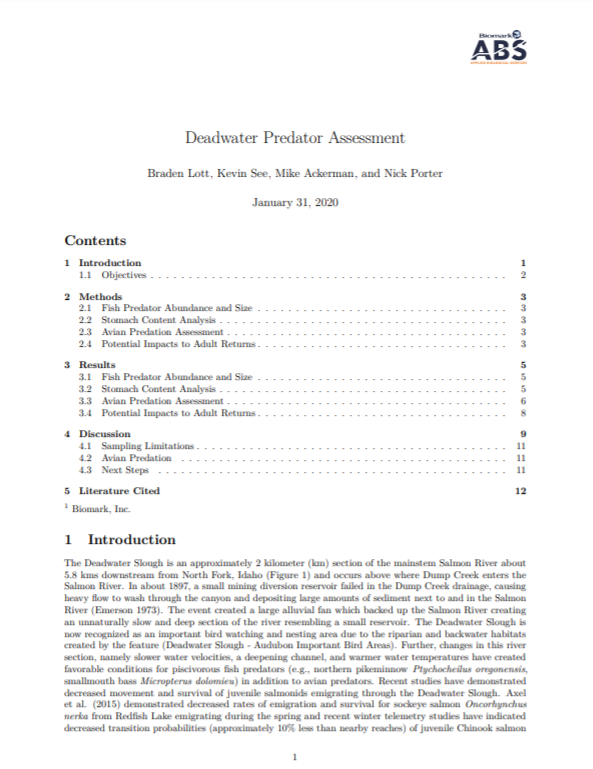 Biomark
ABS
APPLIED BIOLOGICAL SERVICES
Deadwater Predator Assessment
Braden Lott, Kevin See, Mike Ackerman, and Nick Porter
January 31, 2020
Contents
1 Introduction 1
1.1 Objectives . . . . . . . . . . . . . . . . . . . . . . . . . . . . . . . . . . . . . . . . . . . . 2
2 Methods 3
2.1 Fish Predator Abundance and Size . . . . . . . . . . . . . . . . . . . . . . . . . . . . . . 3
2.2 Stomach Content Analysis . . . . . . . . . . . . . . . . . . . . . . . . . . . . . . . . . . . 3
2.3 Avian Predation Assessment . . . . . . . . . . . . . . . . . . . . . . . . . . . . . . . . . . 3
2.4 Potential Impacts to Adult Returns . . . . . . . . . . . . . . . . . . . . . . . . . . . . . . 3
3 Results 5
3.1 Fish Predator Abundance and Size . . . . . . . . . . . . . . . . . . . . . . . . . . . . . . 5
3.2 Stomach Content Analysis . . . . . . . . . . . . . . . . . . . . . . . . . . . . . . . . . . . 5
3.3 Avian Predation Assessment . . . . . . . . . . . . . . . . . . . . . . . . . . . . . . . . . . 6
3.4 Potential Impacts to Adult Returns . . . . . . . . . . . . . . . . . . . . . . . . . . . . . . 8
4 Discussion 9
4.1 Sampling Limitations . . . . . . . . . . . . . . . . . . . . . . . . . . . . . . . . . . . . . . 11
4.2 Avian Predation . . . . . . . . . . . . . . . . . . . . . . . . . . . . . . . . . . . . . . . . 11
4.3 Next Steps . . . . . . . . . . . . . . . . . . . . . . . . . . . . . . . . . . . . . . . . . . . 11
5 Literature Cited 12
1 Biomark, Inc.
1 Introduction
The Deadwater Slough is an approximately 2 kilometer (km) section of the mainstem Salmon River about
5.8 kms downstream from North Fork, Idaho (Figure 1) and occurs above where Dump Creek enters the
Salmon River. In about 1897, a small mining diversion reservoir failed in the Dump Creek drainage, causing
heavy flow to wash through the canyon and depositing large amounts of sediment next to and in the Salmon
River (Emerson 1973). The event created a large alluvial fan which backed up the Salmon River creating
an unnaturally slow and deep section of the river resembling a small reservoir. The Deadwater Slough is
now recognized as an important bird watching and nesting area due to the riparian and backwater habitats
created by the feature (Deadwater Slough - Audubon Important Bird Areas). Further, changes in this river
section, namely slower water velocities, a deepening channel, and warmer water temperatures have created
favorable conditions for piscivorous fish predators (e.g., northern pikeminnow Ptychocheilus oregonensis,
smallmouth bass Micropterus dolomieu) in addition to avian predators. Recent studies have demonstrated
decreased movement and survival of juvenile salmonids emigrating through the Deadwater Slough. Axel
et al. (2015) demonstrated decreased rates of emigration and survival for sockeye salmon Oncorhynchus
nerka from Redfish Lake emigrating during the spring and recent winter telemetry studies have indicated
decreased transition probabilities (approximately 10% less than nearby reaches) of juvenile Chinook salmon
1